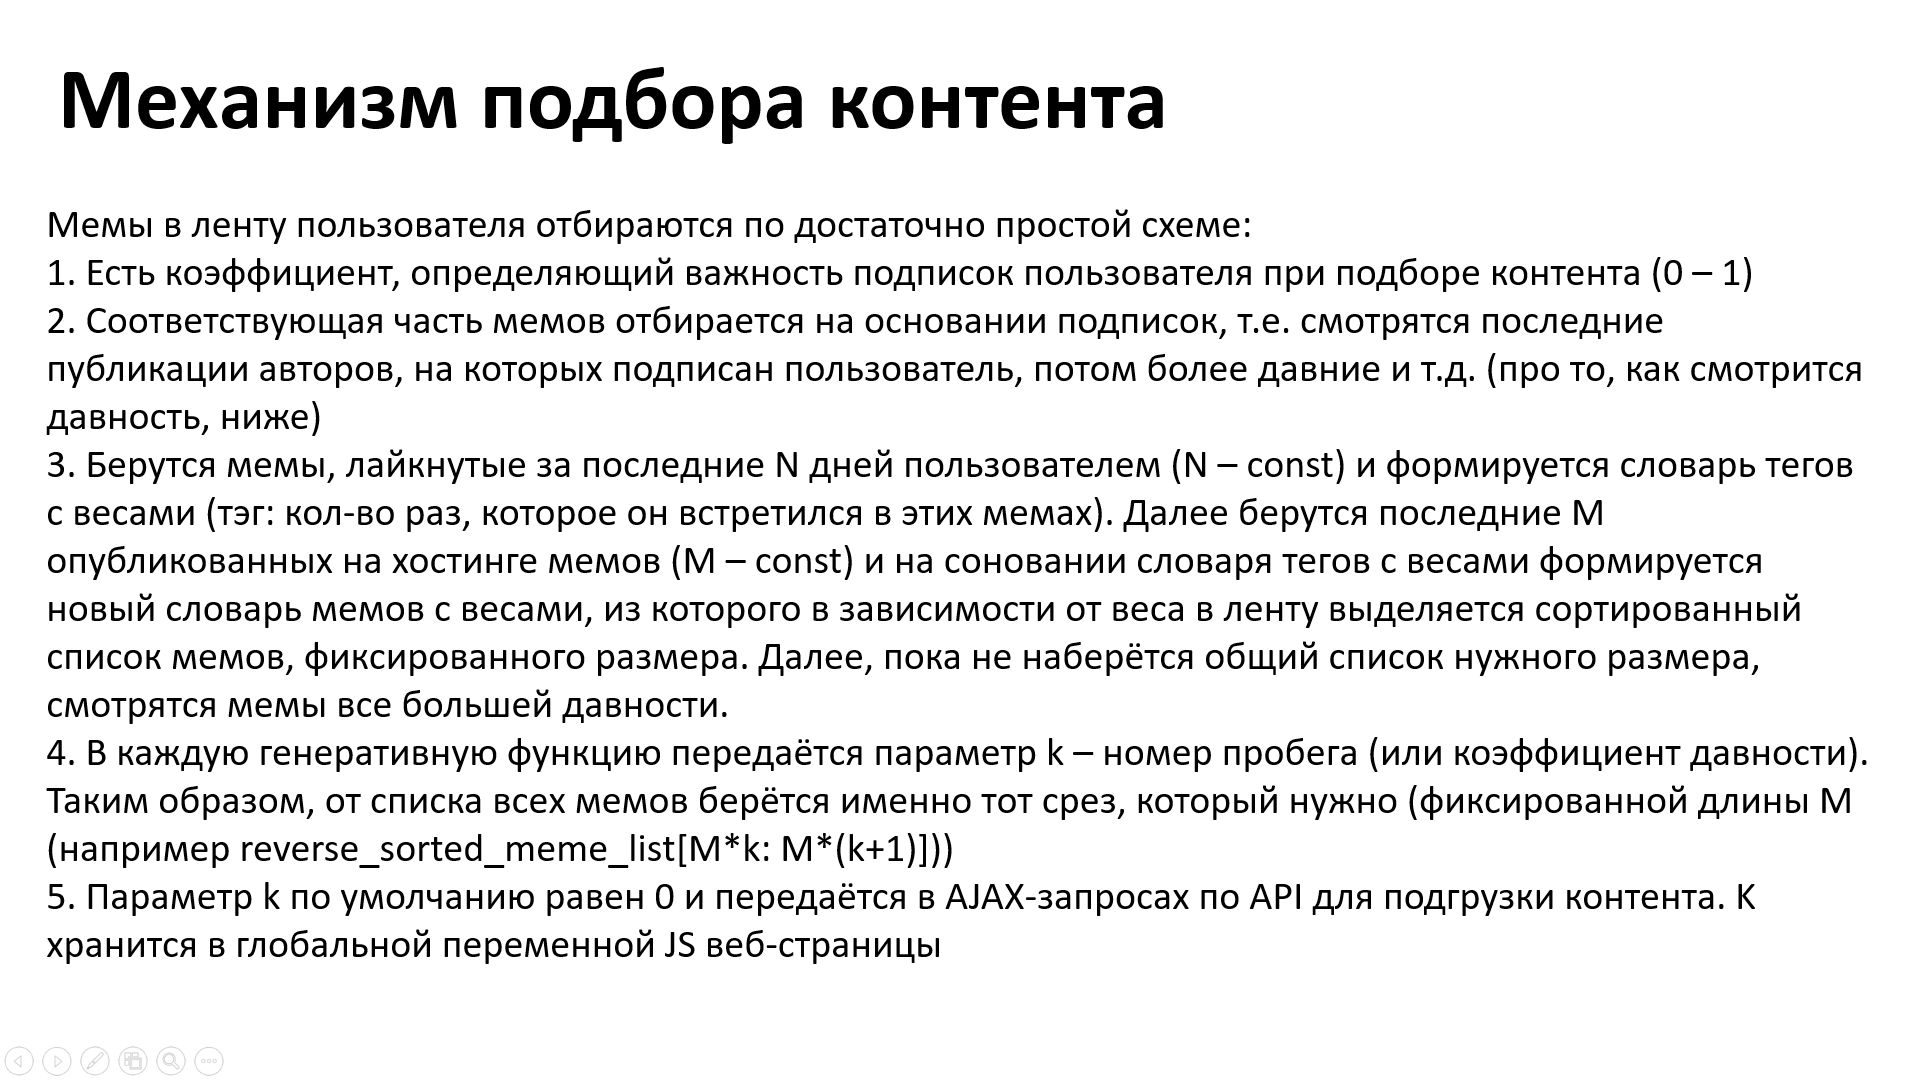 Механизм подбора контента
Мемы в ленту пользователя отбираются по достаточно простой схеме:
1. Есть коэффициент, определяющий важность подписок пользователя при подборе контента (0 – 1)
2. Соответствующая часть мемов отбирается на основании подписок, т.е. смотрятся последние
публикации авторов, на которых подписан пользователь, потом более давние и т.д. (про то, как смотрится
давность, ниже)
3. Берутся мемы, лайкнутые за последние N дней пользователем (N – const) и формируется словарь тегов
с весами (тэг: кол-во раз, которое он встретился в этих мемах). Далее берутся последние M
опубликованных на хостинге мемов (M – const) и на соновании словаря тегов с весами формируется
новый словарь мемов с весами, из которого в зависимости от веса в ленту выделяется сортированный
список мемов, фиксированного размера. Далее, пока не наберётся общий список нужного размера,
смотрятся мемы все большей давности.
4. В каждую генеративную функцию передаётся параметр k – номер пробега (или коэффициент давности).
Таким образом, от списка всех мемов берётся именно тот срез, который нужно (фиксированной длины M
(например reverse_sorted_meme_list[M*k: M*(k+1)]))
5. Параметр k по умолчанию равен 0 и передаётся в AJAX-запросах по API для подгрузки контента. K
хранится в глобальной переменной JS веб-страницы